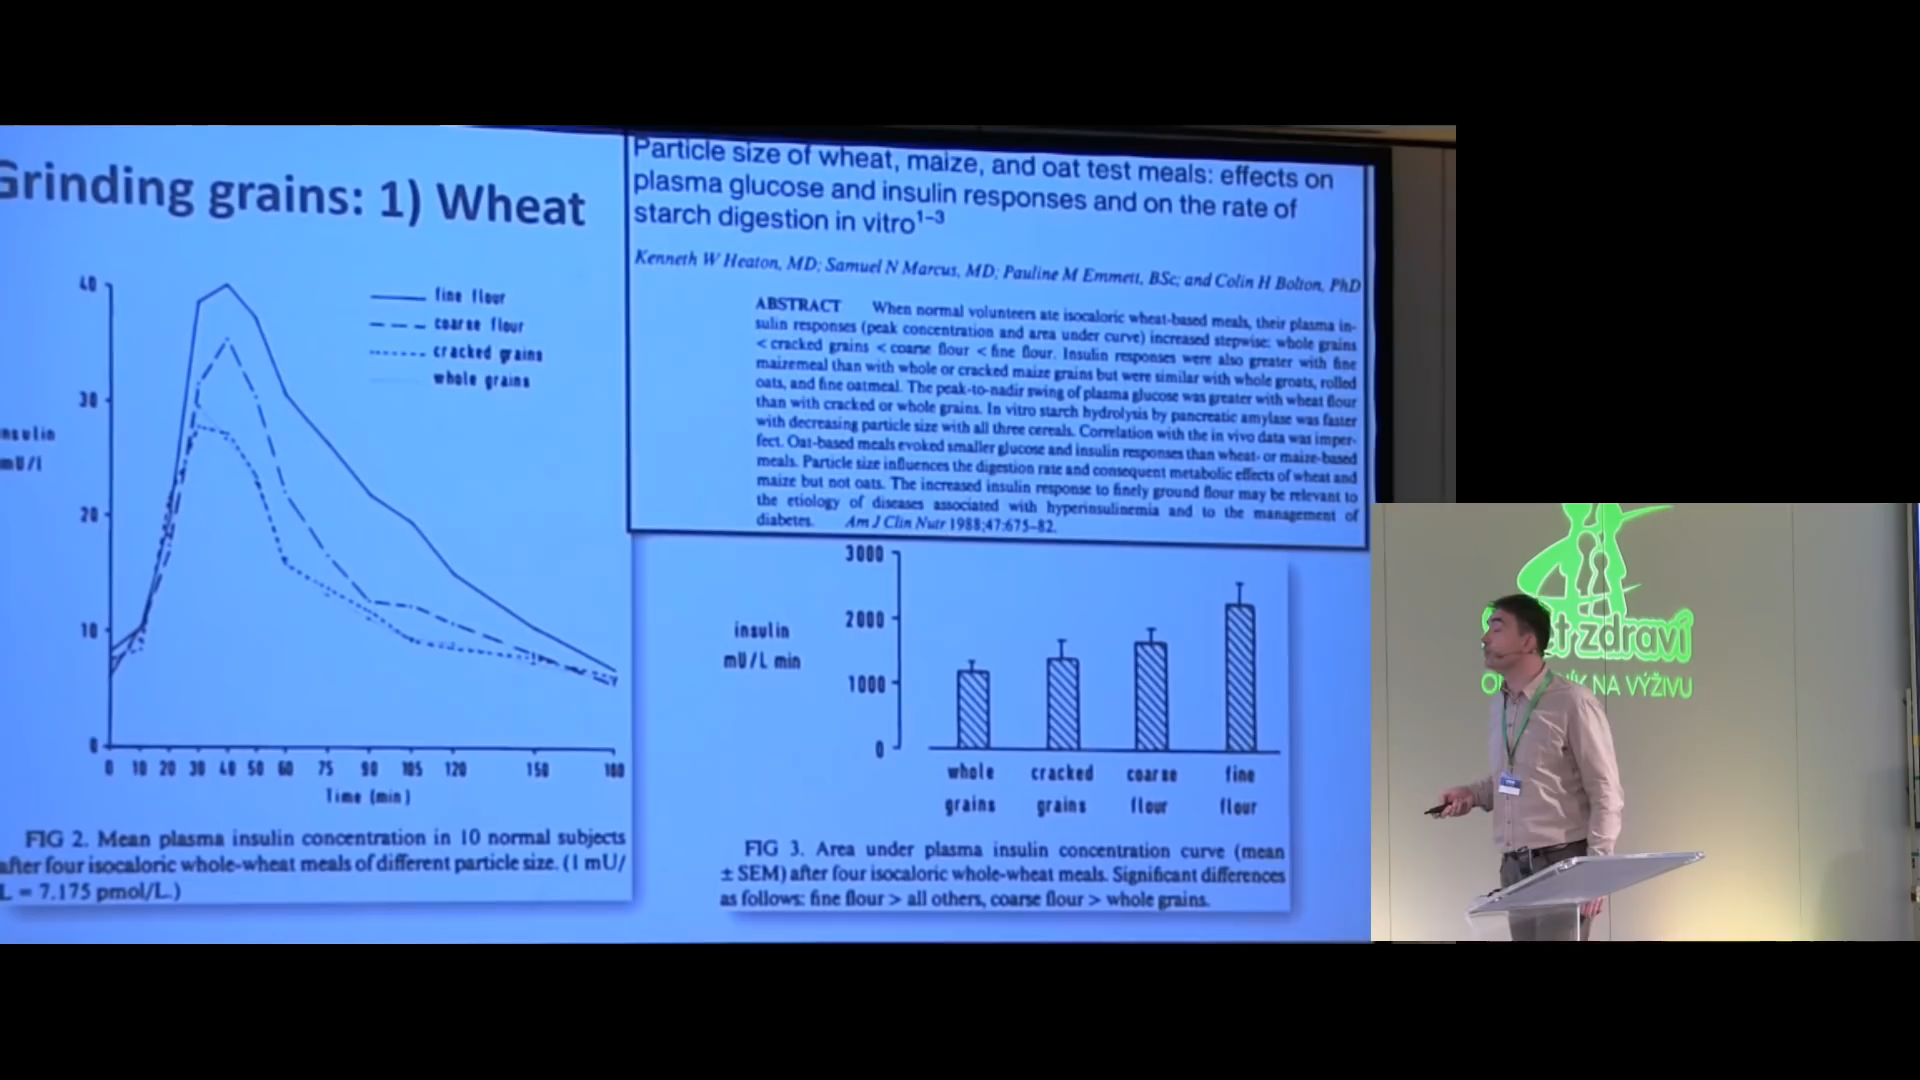 Grinding grains: 1) Wheat
40
30
20
10
0
insulin
mU/l
fine flour
coarse flour
cracked grains
whole grains
0 10 20 30 40 50 60 75 90 105 120 150 180
Time (min)
FIG 2. Mean plasma insulin concentration in 10 normal subjects
after four isocaloric whole-wheat meals of different particle size. (1 mU/
L = 7.175 pmol/L.)
Particle size of wheat, maize, and oat test meals: effects on
plasma glucose and insulin responses and on the rate of
starch digestion in vitro¹⁻³
Kenneth W Heaton, MD; Samuel N Marcus, MD; Pauline M Emmett, BSc; and Colin H Bolton, PhD
ABSTRACT When normal volunteers ate isocaloric wheat-based meals, their plasma in-
sulin responses (peak concentration and area under curve) increased stepwise: whole grains
< cracked grains < coarse flour < fine flour. Insulin responses were also greater with fine
maizemeal than with whole or cracked maize grains but were similar with whole groats, rolled
oats, and fine oatmeal. The peak-to-nadir swing of plasma glucose was greater with wheat flour
than with cracked or whole grains. In vitro starch hydrolysis by pancreatic amylase was faster
with decreasing particle size with all three cereals. Correlation with the in vivo data was imper-
fect. Oat-based meals evoked smaller glucose and insulin responses than wheat- or maize-based
meals. Particle size influences the digestion rate and consequent metabolic effects of wheat and
maize but not oats. The increased insulin response to finely ground flour may be relevant to
the etiology of diseases associated with hyperinsulinemia and to the management of
diabetes. Am J Clin Nutr 1988;47:675–82.
3000
2000
1000
0
insulin
mU/L min
whole grains
cracked grains
coarse flour
fine flour
FIG 3. Area under plasma insulin concentration curve (mean
± SEM) after four isocaloric whole-wheat meals. Significant differences
as follows: fine flour > all others, coarse flour > whole grains.
zdraví
NA VÝŽIVU